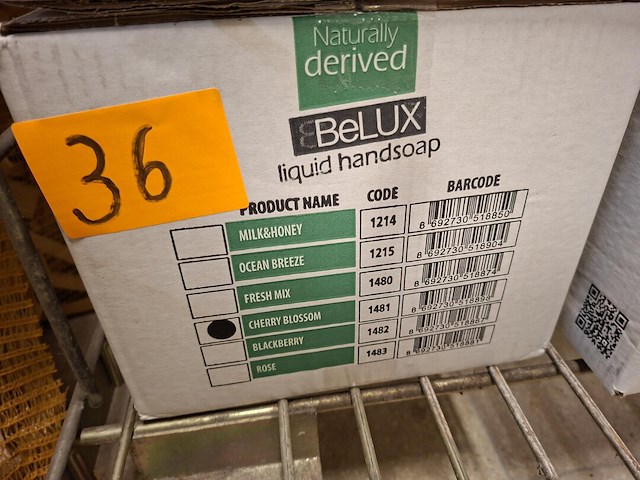 Naturally
derived
BeLUX
liquid handsoap
36
PRODUCT NAME CODE BARCODE
MILK&HONEY 1214 8 692730 518850
OCEAN BREEZE 1215 8 692730 518904
FRESH MIX 1480 8 692730 518874
CHERRY BLOSSOM 1481
BLACKBERRY 1482
ROSE 1483